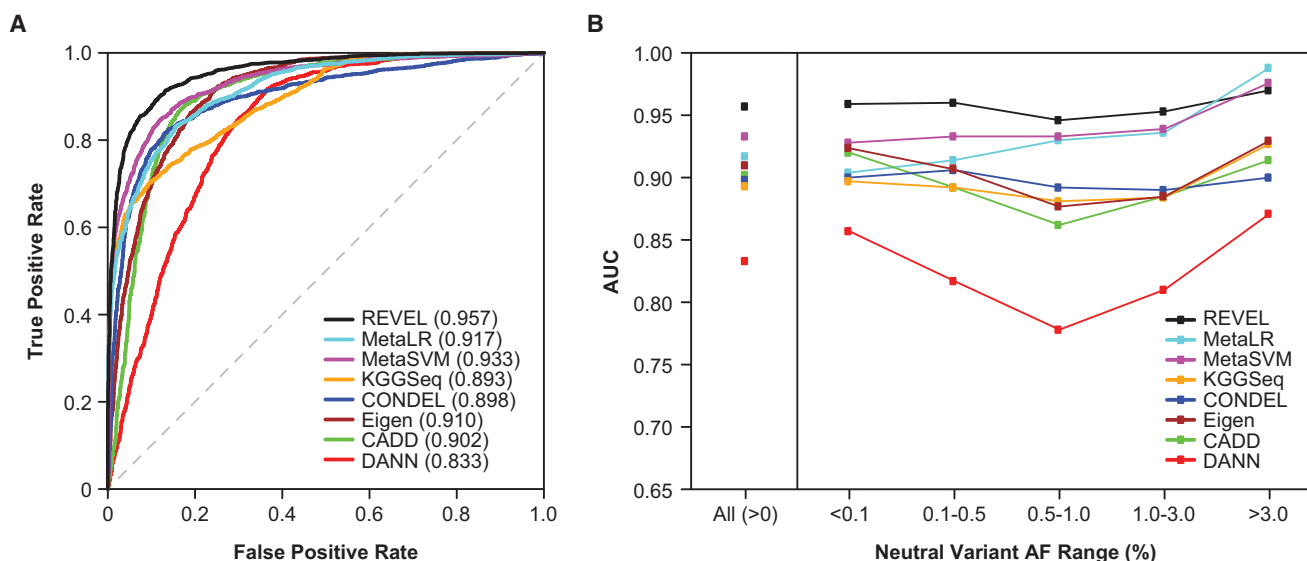 A
1.0
0.8
0.6
0.4
0.2
0
0
0.2
0.4
0.6
0.8
1.0
True Positive Rate
False Positive Rate
REVEL (0.957)
MetaLR (0.917)
MetaSVM (0.933)
KGGSeq (0.893)
CONDEL (0.898)
Eigen (0.910)
CADD (0.902)
DANN (0.833)
B
1.00
0.95
0.90
0.85
0.80
0.75
0.70
0.65
AUC
All (>0)
<0.1
0.1-0.5
0.5-1.0
1.0-3.0
>3.0
Neutral Variant AF Range (%)
REVEL
MetaLR
MetaSVM
KGGSeq
CONDEL
Eigen
CADD
DANN